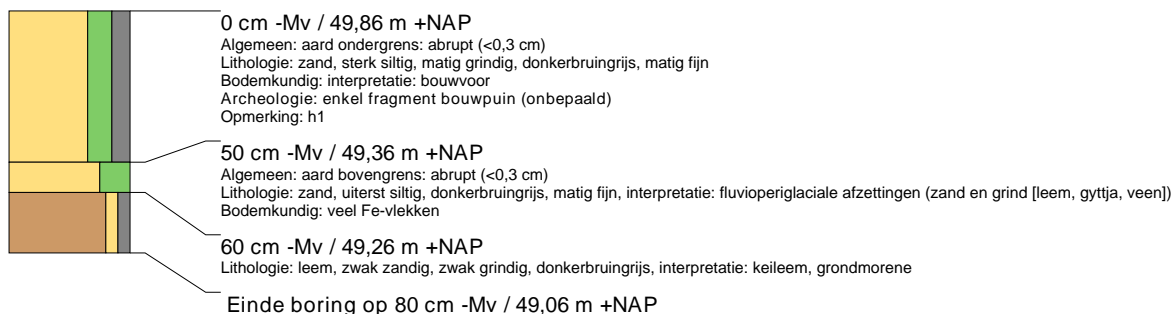 0 cm -Mv / 49,86 m +NAP
Algemeen: aard ondergrens: abrupt (<0,3 cm)
Lithologie: zand, sterk siltig, matig grindig, donkerbruingrijs, matig fijn
Bodemkundig: interpretatie: bouwvoor
Archeologie: enkel fragment bouwpuin (onbepaald)
Opmerking: h1
50 cm -Mv / 49,36 m +NAP
Algemeen: aard bovengrens: abrupt (<0,3 cm)
Lithologie: zand, uiterst siltig, donkerbruingrijs, matig fijn, interpretatie: fluvioperiglaciale afzettingen (zand en grind [leem, gyttja, veen])
Bodemkundig: veel Fe-vlekken
60 cm -Mv / 49,26 m +NAP
Lithologie: leem, zwak zandig, zwak grindig, donkerbruingrijs, interpretatie: keileem, grondmorene
Einde boring op 80 cm -Mv / 49,06 m +NAP